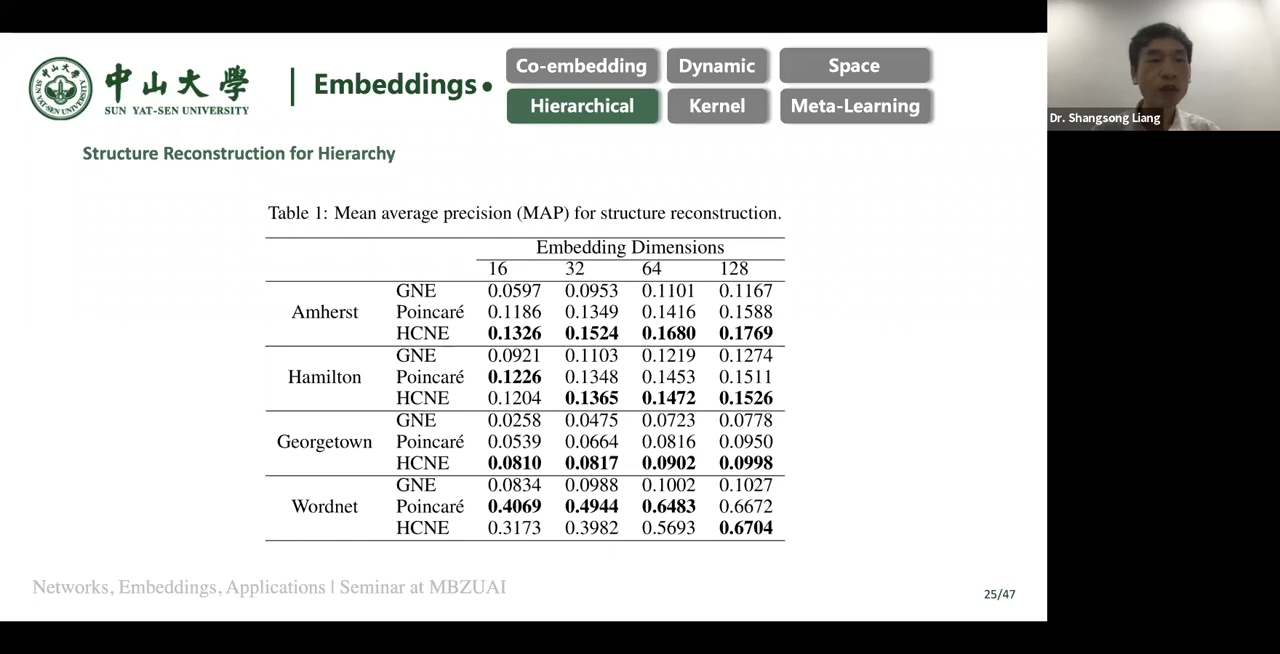 中山大學
SUN YAT-SEN UNIVERSITY
SUN YAT-SEN UNIVERSITY
Embeddings
Co-embedding Dynamic Space
Hierarchical Kernel Meta-Learning
Dr. Shangsong Liang
Structure Reconstruction for Hierarchy
Table 1: Mean average precision (MAP) for structure reconstruction.
Embedding Dimensions
16 32 64 128
Amherst
GNE 0.0597 0.0953 0.1101 0.1167
Poincaré 0.1186 0.1349 0.1416 0.1588
HCNE 0.1326 0.1524 0.1680 0.1769
Hamilton
GNE 0.0921 0.1103 0.1219 0.1274
Poincaré 0.1226 0.1348 0.1453 0.1511
HCNE 0.1204 0.1365 0.1472 0.1526
Georgetown
GNE 0.0258 0.0475 0.0723 0.0778
Poincaré 0.0539 0.0664 0.0816 0.0950
HCNE 0.0810 0.0817 0.0902 0.0998
Wordnet
GNE 0.0834 0.0988 0.1002 0.1027
Poincaré 0.4069 0.4944 0.6483 0.6672
HCNE 0.3173 0.3982 0.5693 0.6704
Networks, Embeddings, Applications | Seminar at MBZUAI
25/47